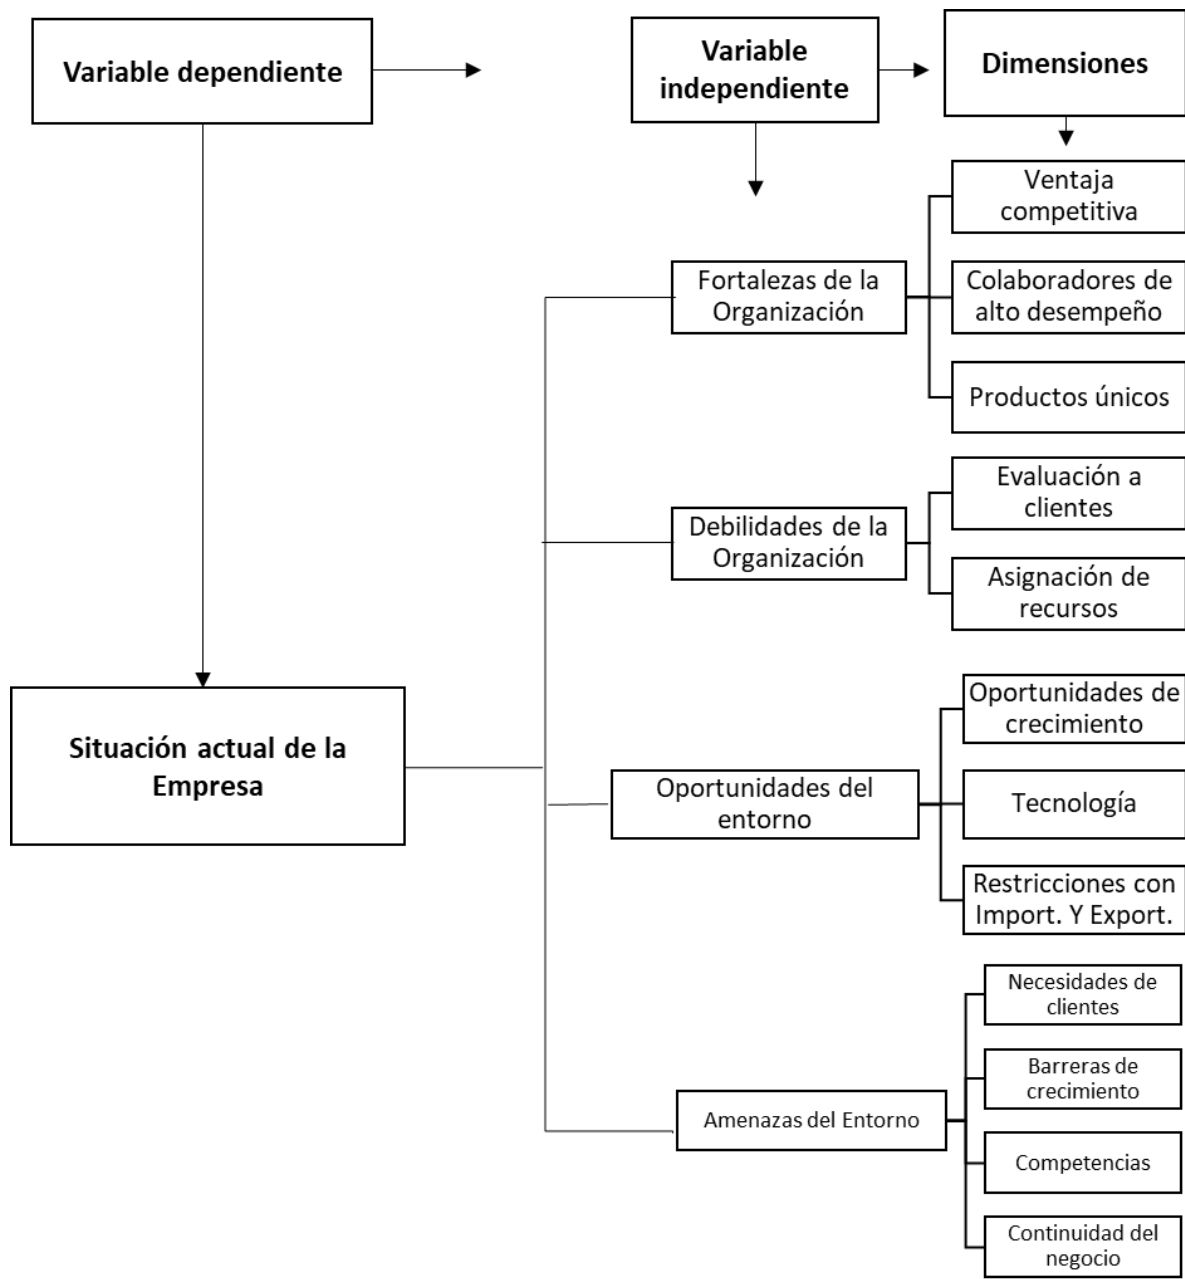 Variable dependiente
Variable
independiente
Dimensiones
Ventaja
competitiva
Fortalezas de la
Organización
Colaboradores de
alto desempeño
Productos únicos
Evaluación a
clientes
Debilidades de la
Organización
Asignación de
recursos
Situación actual de la
Empresa
Oportunidades de
crecimiento
Oportunidades del
entorno
Tecnología
Restricciones con
Import. Y Export.
Necesidades de
clientes
Barreras de
crecimiento
Amenazas del Entorno
Competencias
Continuidad del
negocio